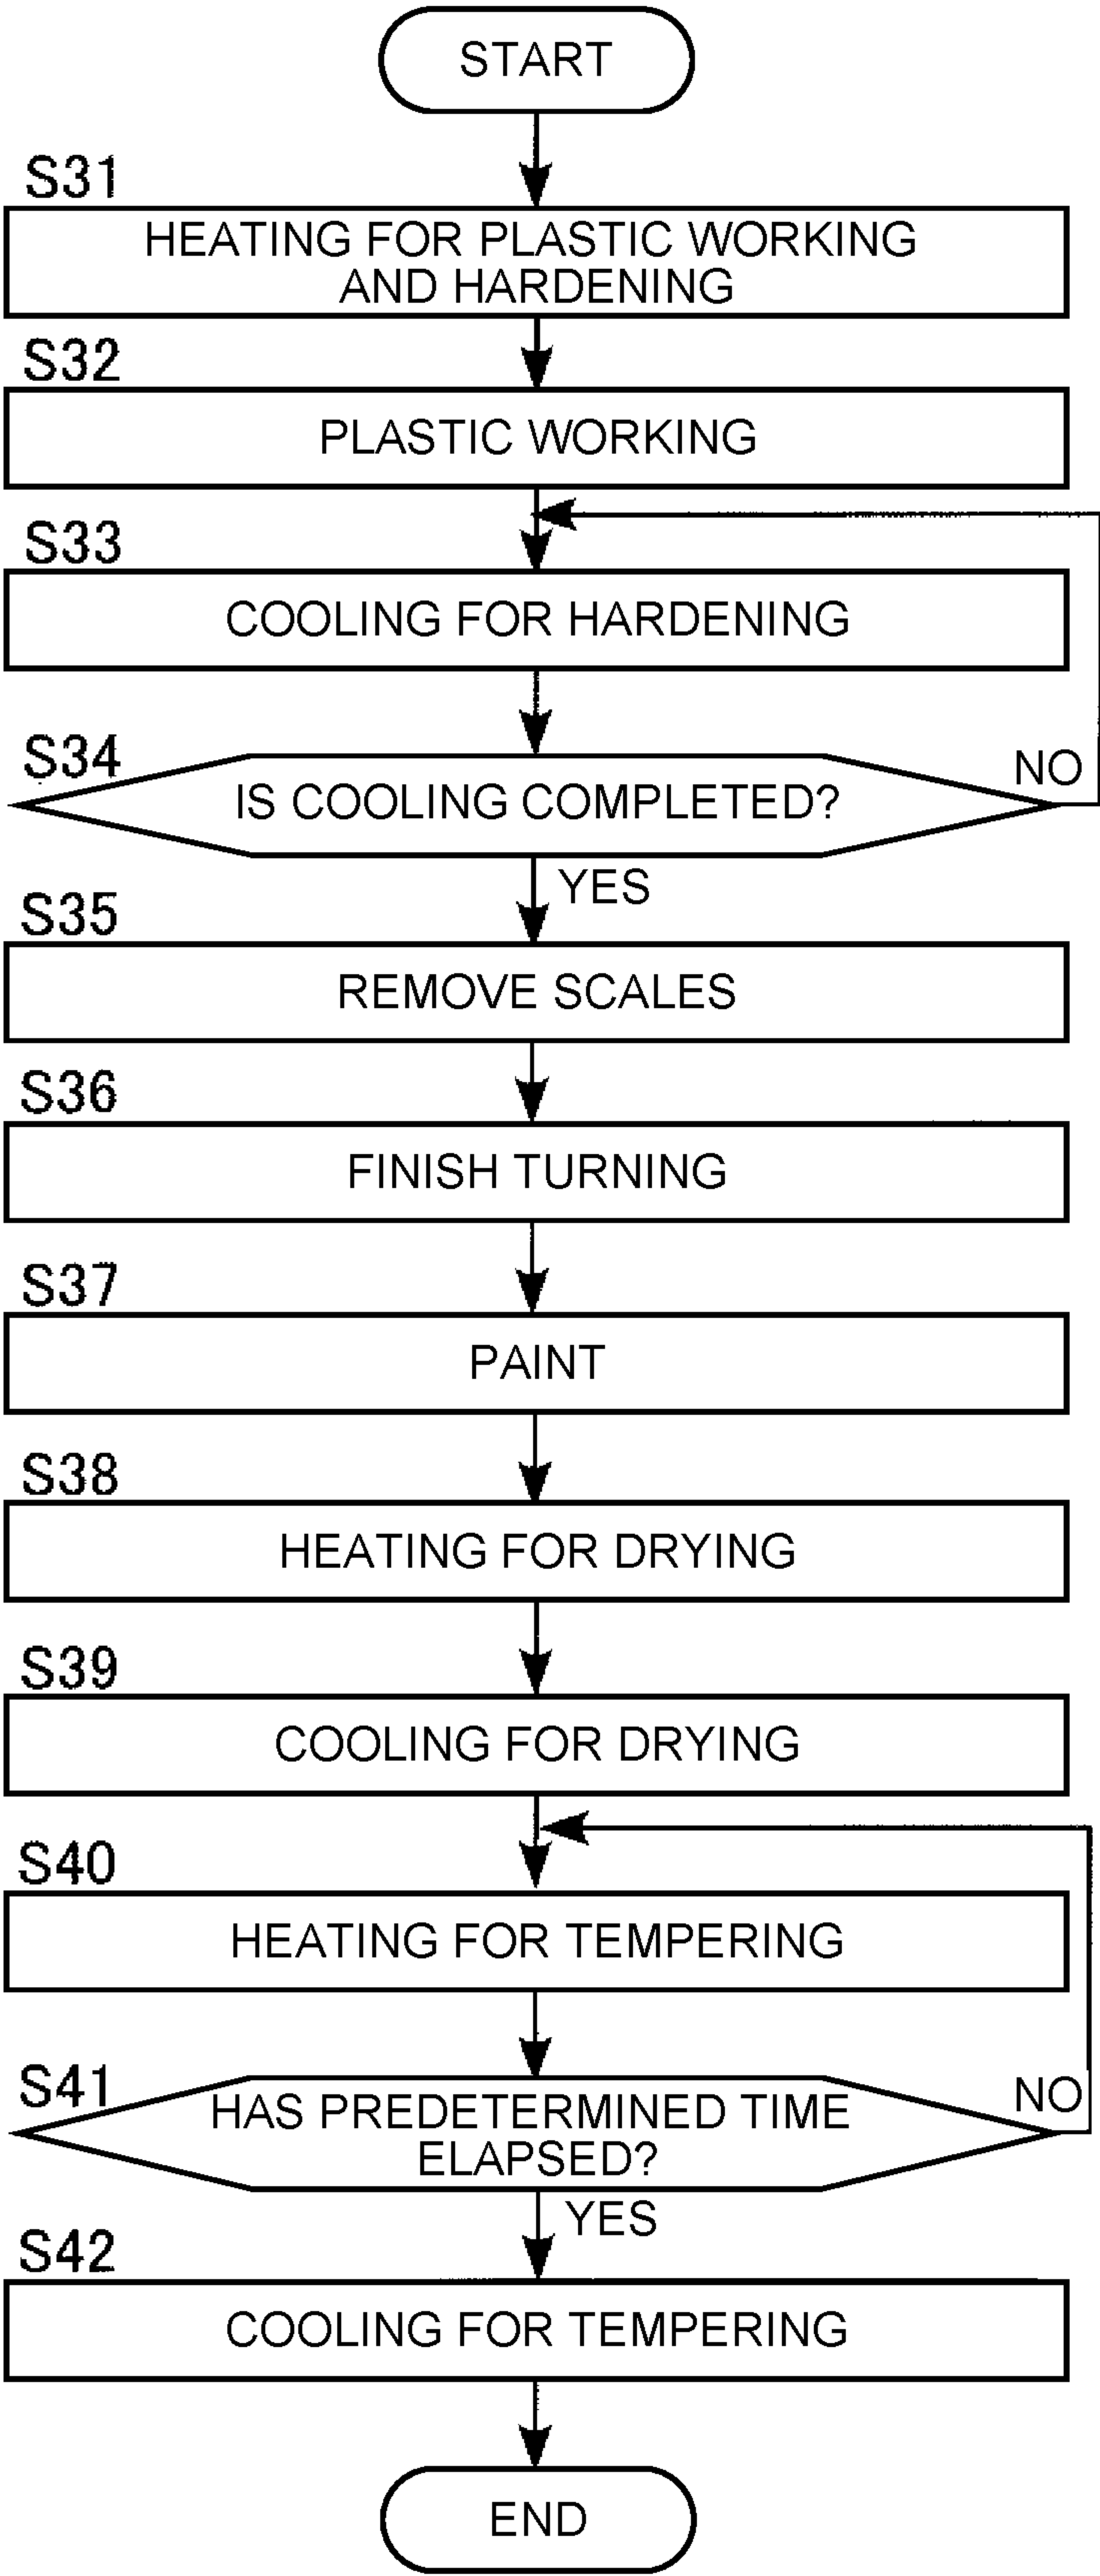 START
S31
HEATING FOR PLASTIC WORKING
AND HARDENING
S32
PLASTIC WORKING
S33
COOLING FOR HARDENING
S34
IS COOLING COMPLETED?
NO
YES
S35
REMOVE SCALES
S36
FINISH TURNING
S37
PAINT
S38
HEATING FOR DRYING
S39
COOLING FOR DRYING
S40
HEATING FOR TEMPERING
S41
HAS PREDETERMINED TIME
ELAPSED?
NO
YES
S42
COOLING FOR TEMPERING
END